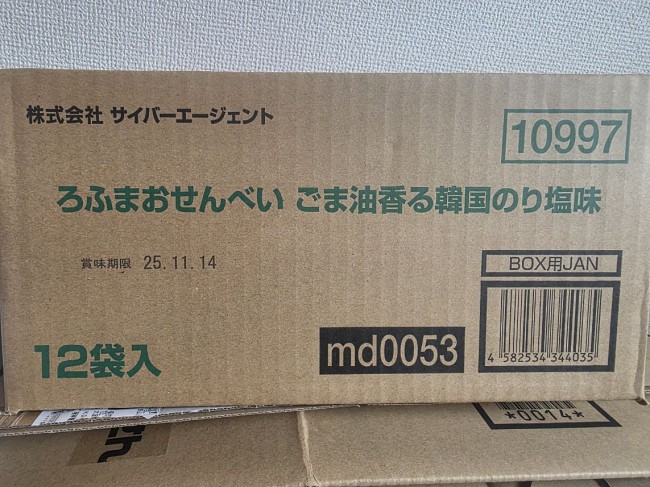 株式会社 サイバーエージェント
10997
ろふまおせんべい ごま油香る韓国のり塩味
賞味期限 25.11.14
BOX用JAN
4 582534 344035
12袋入
md0053
*0014*